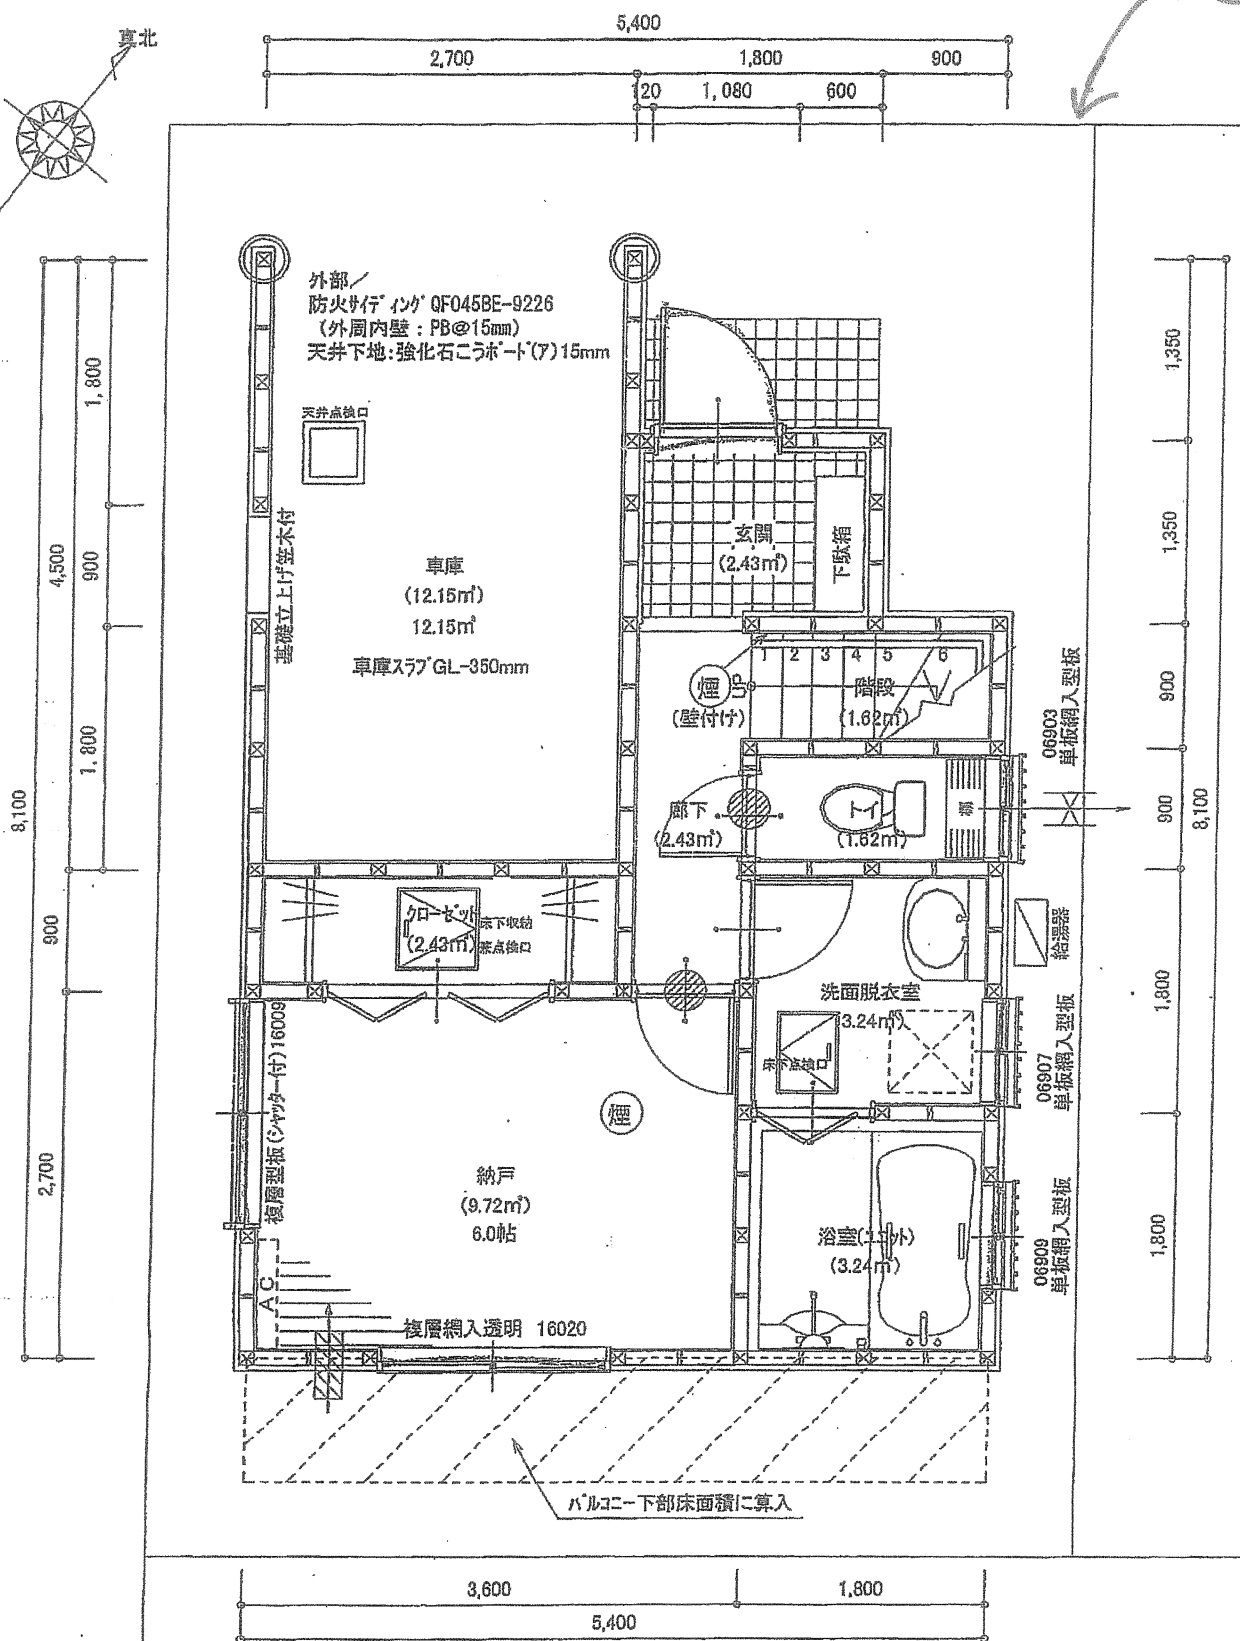 真北
5,400
2,700
1,800
900
120
1,080
600
外部／
防火ｻｲﾃﾞｨﾝｸﾞ QF045BE-9226
（外周内壁：PB@15mm）
天井下地:強化石こうﾎﾞｰﾄﾞ(ア)15mm
天井点検口
基礎立上げ笠木付
車庫
(12.15㎡)
12.15㎡
車庫ｽﾗﾌﾞGL-350mm
玄関
(2.43㎡)
下駄箱
1 2 3 4 5 6
UP
煙
(壁付け)
階段
(1.62㎡)
廊下
(2.43㎡)
トイレ
(1.62㎡)
棚
06903
単板網入型板
ｸﾛｰｾﾞｯﾄ
(2.43㎡)
床下収納
兼点検口
給湯器
洗面脱衣室
(3.24㎡)
床下点検口
06907
単板網入型板
複層型板(ｼｬｯﾀｰ付)16009
煙
納戸
(9.72㎡)
6.0帖
浴室(ﾕﾆｯﾄ)
(3.24㎡)
06909
単板網入型板
AC
複層網入透明 16020
ﾊﾞﾙｺﾆｰ下部床面積に算入
1,800
900
1,800
4,500
900
2,700
8,100
1,350
1,350
900
900
1,800
1,800
8,100
3,600
1,800
5,400